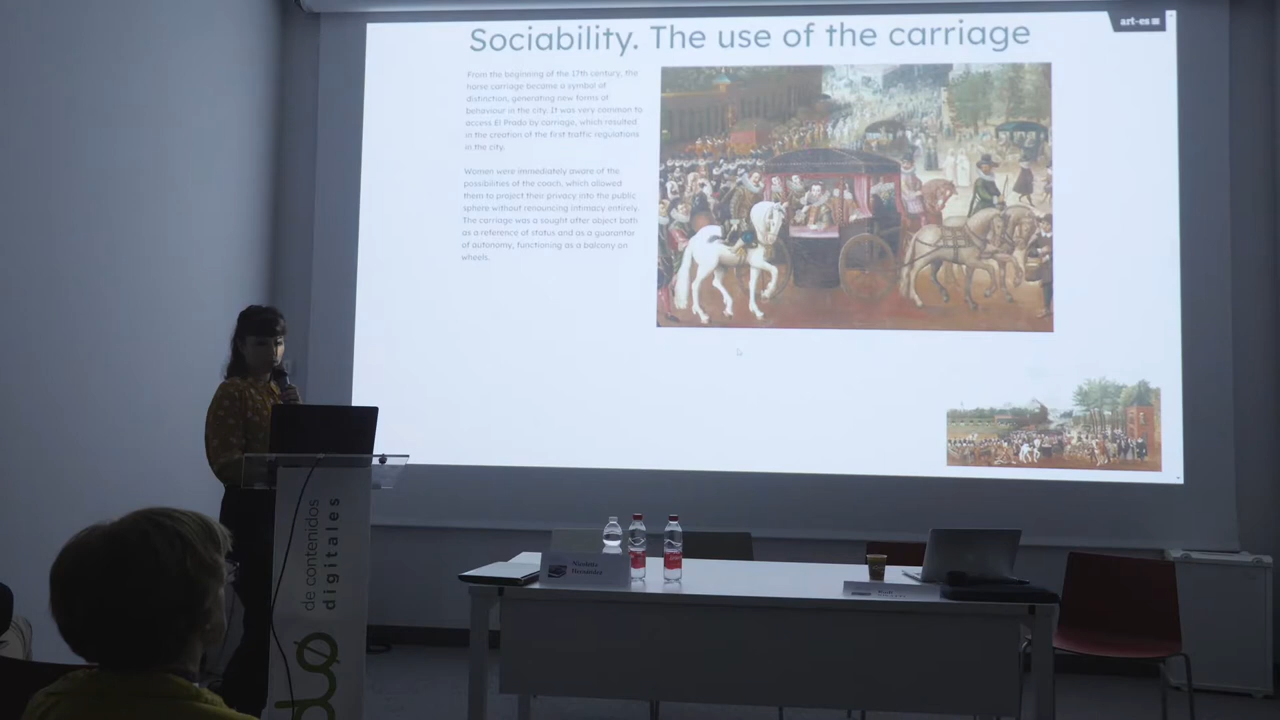 art-es
Sociability. The use of the carriage
From the beginning of the 17th century, the
horse carriage became a symbol of
distinction, generating new forms of
behaviour in the city. It was very common to
access El Prado by carriage, which resulted
in the creation of the first traffic regulations
in the city.
Women were immediately aware of the
possibilities of the coach, which allowed
them to project their privacy into the public
sphere without renouncing intimacy entirely.
The carriage was a sought after object both
as a reference of status and as a guarantor
of autonomy, functioning as a balcony on
wheels.
de contenidos
digitales
Hernández